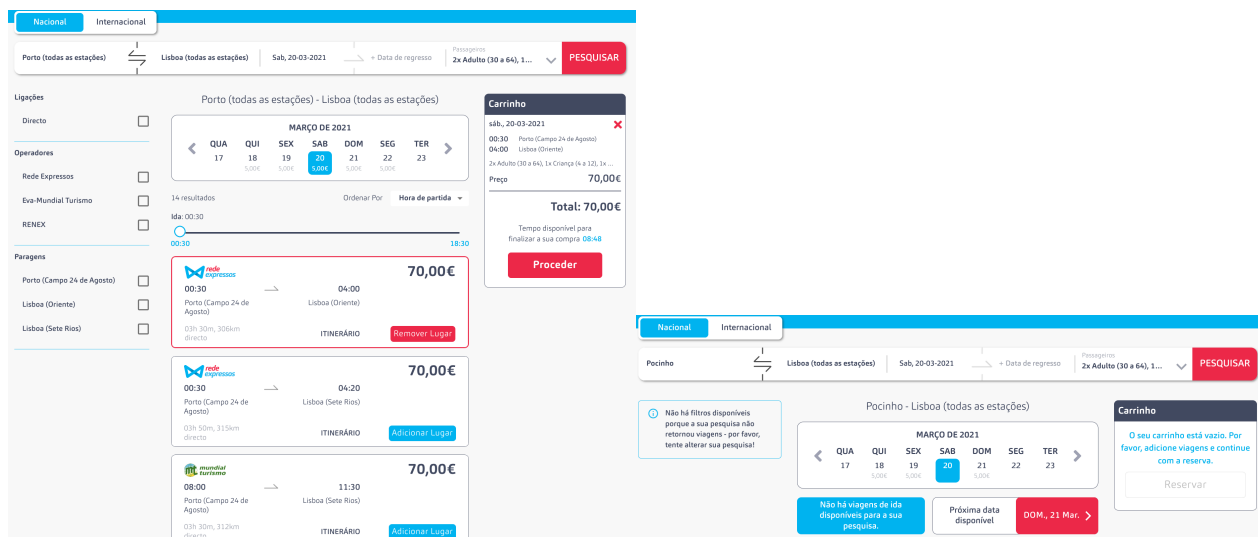 Nacional Internacional
Porto (todas as estações) Lisboa (todas as estações) Sab, 20-03-2021 + Data de regresso Passageiros 2x Adulto (30 a 64), 1... PESQUISAR
Ligações
Directo
Operadores
Rede Expressos
Eva-Mundial Turismo
RENEX
Paragens
Porto (Campo 24 de Agosto)
Lisboa (Oriente)
Lisboa (Sete Rios)
Porto (todas as estações) - Lisboa (todas as estações)
MARÇO DE 2021
QUA QUI SEX SAB DOM SEG TER
17 18 19 20 21 22 23
5,00€ 5,00€ 5,00€ 5,00€ 5,00€
14 resultados Ordenar Por Hora de partida
Ida: 00:30
00:30 18:30
rede expressos 70,00€
00:30 04:00
Porto (Campo 24 de Lisboa (Oriente)
Agosto)
03h 30m, 306km
directo ITINERÁRIO Remover Lugar
rede expressos 70,00€
00:30 04:20
Porto (Campo 24 de Lisboa (Sete Rios)
Agosto)
03h 50m, 315km
directo ITINERÁRIO Adicionar Lugar
mundial turismo 70,00€
08:00 11:30
Porto (Campo 24 de Lisboa (Sete Rios)
Agosto)
03h 30m, 312km
directo ITINERÁRIO Adicionar Lugar
Carrinho
sáb., 20-03-2021
00:30 Porto (Campo 24 de Agosto)
04:00 Lisboa (Oriente)
2x Adulto (30 a 64), 1x Criança (4 a 12), 1x ...
Preço 70,00€
Total: 70,00€
Tempo disponível para
finalizar a sua compra 08:48
Proceder
Nacional Internacional
Pocinho Lisboa (todas as estações) Sab, 20-03-2021 + Data de regresso Passageiros 2x Adulto (30 a 64), 1... PESQUISAR
Não há filtros disponíveis
porque a sua pesquisa não
retornou viagens - por favor,
tente alterar sua pesquisa!
Pocinho - Lisboa (todas as estações)
MARÇO DE 2021
QUA QUI SEX SAB DOM SEG TER
17 18 19 20 21 22 23
5,00€ 5,00€ 5,00€
Não há viagens de ida
disponíveis para a sua
pesquisa.
Próxima data
disponível
DOM., 21 Mar.
Carrinho
O seu carrinho está vazio. Por
favor, adicione viagens e continue
com a reserva.
Reservar